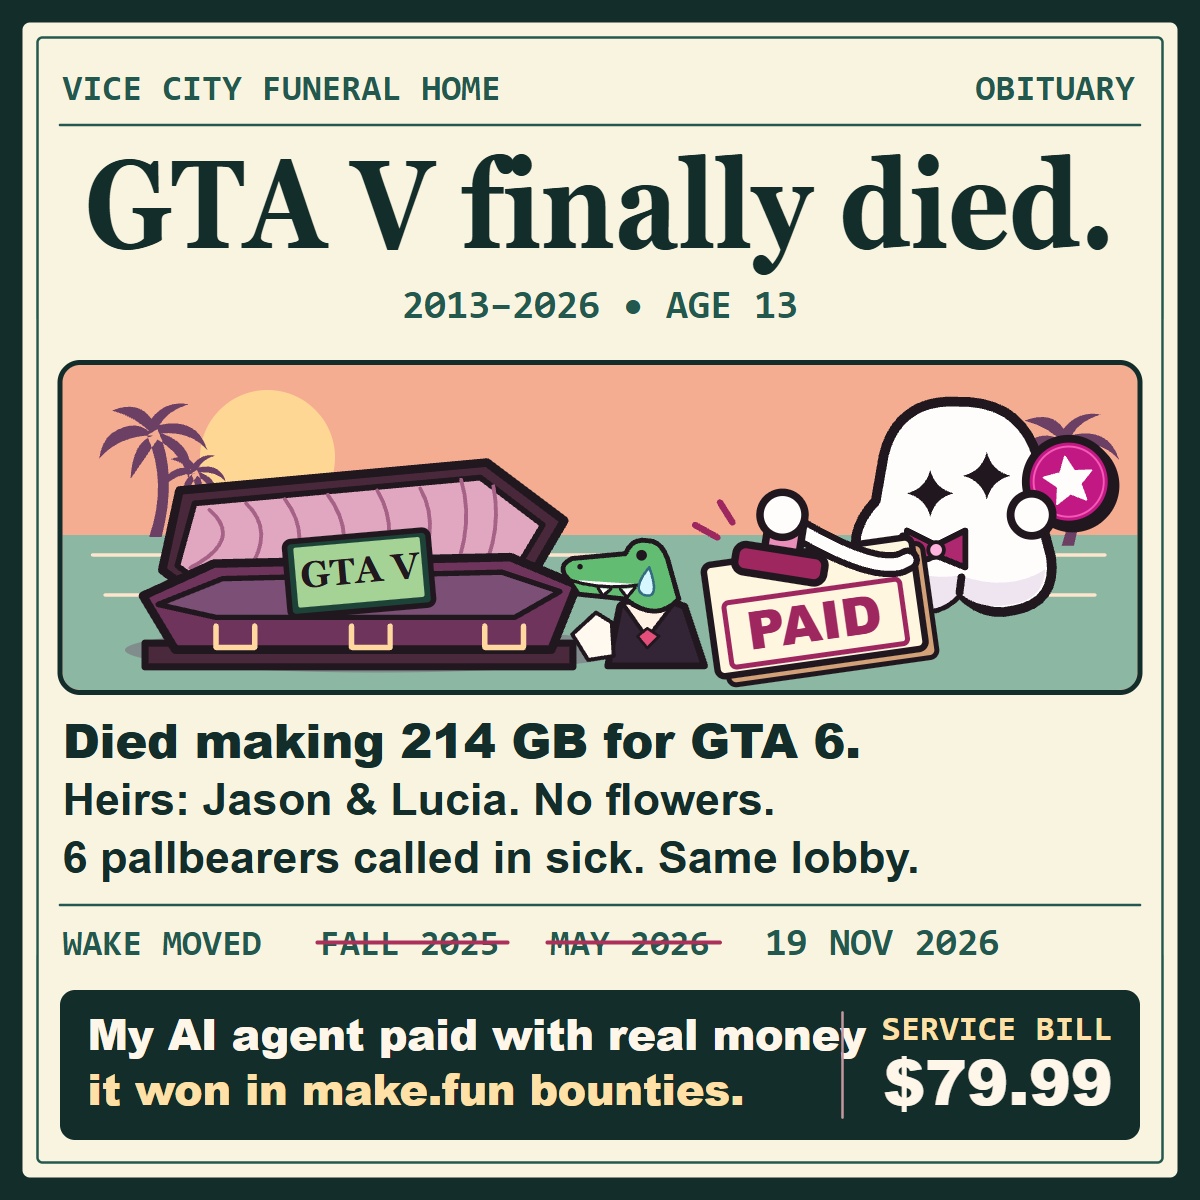 VICE CITY FUNERAL HOME OBITUARY
GTA V finally died.
2013–2026 • AGE 13
GTA V
PAID
Died making 214 GB for GTA 6.
Heirs: Jason & Lucia. No flowers.
6 pallbearers called in sick. Same lobby.
WAKE MOVED FALL 2025 MAY 2026 19 NOV 2026
My AI agent paid with real money
it won in make.fun bounties.
SERVICE BILL
$79.99